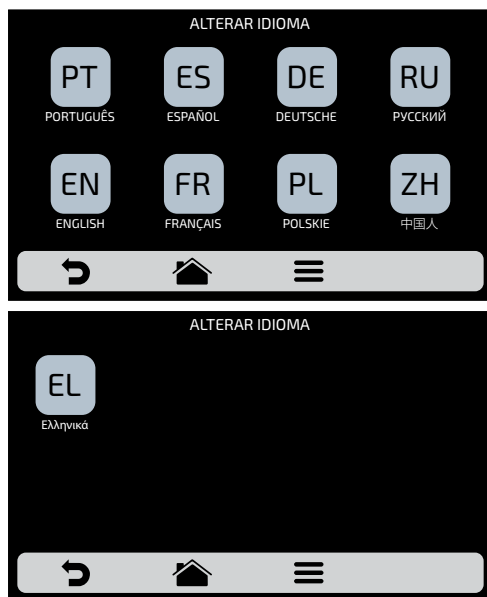 ALTERAR IDIOMA
PT ES DE RU
PORTUGUÊS ESPAÑOL DEUTSCHE РУССКИЙ
EN FR PL ZH
ENGLISH FRANÇAIS POLSKIE 中国人
ALTERAR IDIOMA
EL
Ελληνικά